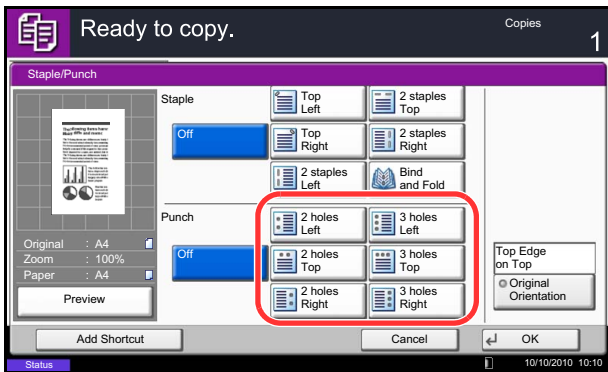 Ready to copy.
Copies
1
Staple/Punch
Staple
Off
Top
Left
2 staples
Top
Top
Right
2 staples
Right
2 staples
Left
Bind
and Fold
Punch
Off
2 holes
Left
3 holes
Left
2 holes
Top
3 holes
Top
2 holes
Right
3 holes
Right
Original : A4
Zoom : 100%
Paper : A4
Preview
Top Edge
on Top
Original
Orientation
Add Shortcut
Cancel
OK
Status
10/10/2010 10:10